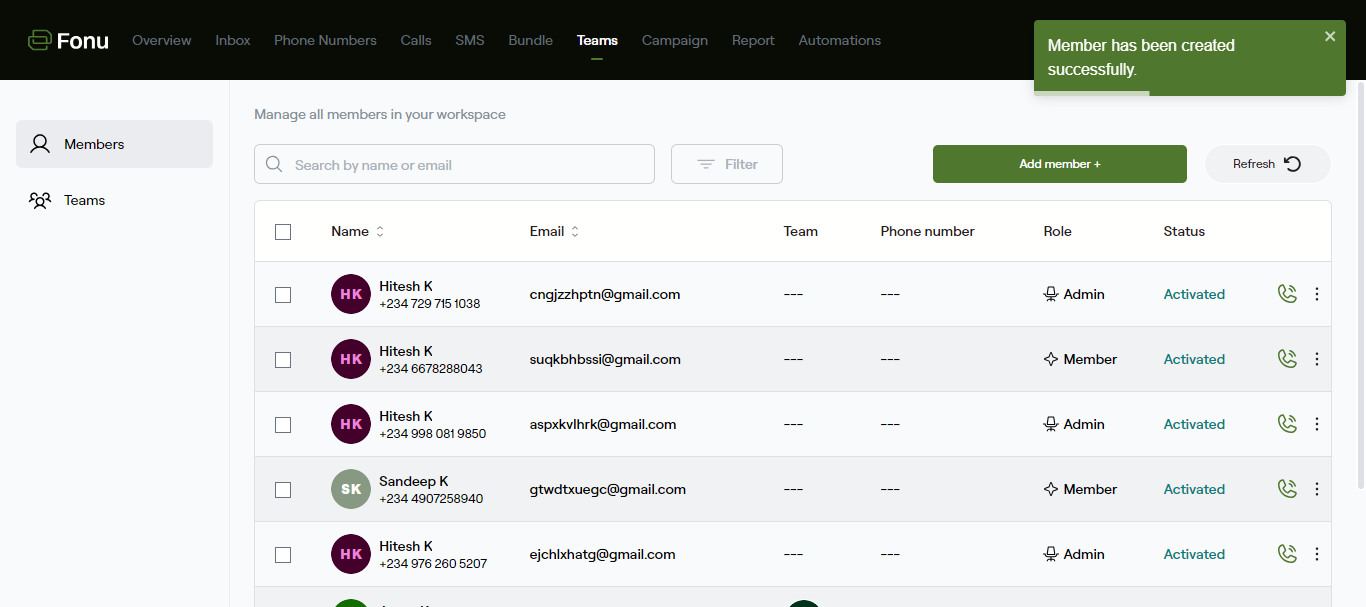 Fonu Overview Inbox Phone Numbers Calls SMS Bundle Teams Campaign Report Automations
Member has been created
successfully.
Members
Teams
Manage all members in your workspace
Search by name or email Filter Add member + Refresh
Name Email Team Phone number Role Status
HK Hitesh K
+234 729 715 1038
cngjzzhptn@gmail.com --- --- Admin Activated
HK Hitesh K
+234 6678288043
suqkbhbssi@gmail.com --- --- Member Activated
HK Hitesh K
+234 998 081 9850
aspxkvlhrk@gmail.com --- --- Admin Activated
SK Sandeep K
+234 4907258940
gtwdtxuegc@gmail.com --- --- Member Activated
HK Hitesh K
+234 976 260 5207
ejchlxhatg@gmail.com --- --- Admin Activated